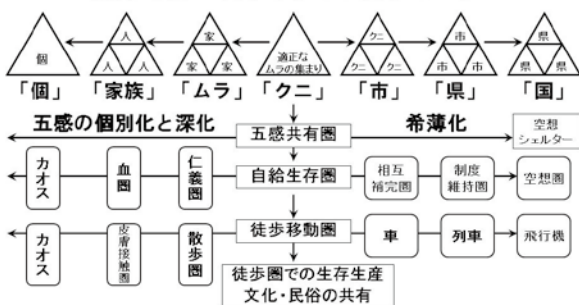 個
人
人
人
家
家
家
適正な
ムラの集まり
クニ
クニ
クニ
市
市
市
県
県
県
「個」
「家族」
「ムラ」
「クニ」
「市」
「県」
「国」
五感の個別化と深化
五感共有圏
希薄化
空想
シェルター
カオス
血圏
仁義圏
自給生存圏
相互
補完圏
制度
維持圏
空想圏
カオス
皮膚接触圏
散歩圏
徒歩移動圏
車
列車
飛行機
徒歩圏での生存生産
文化・民俗の共有